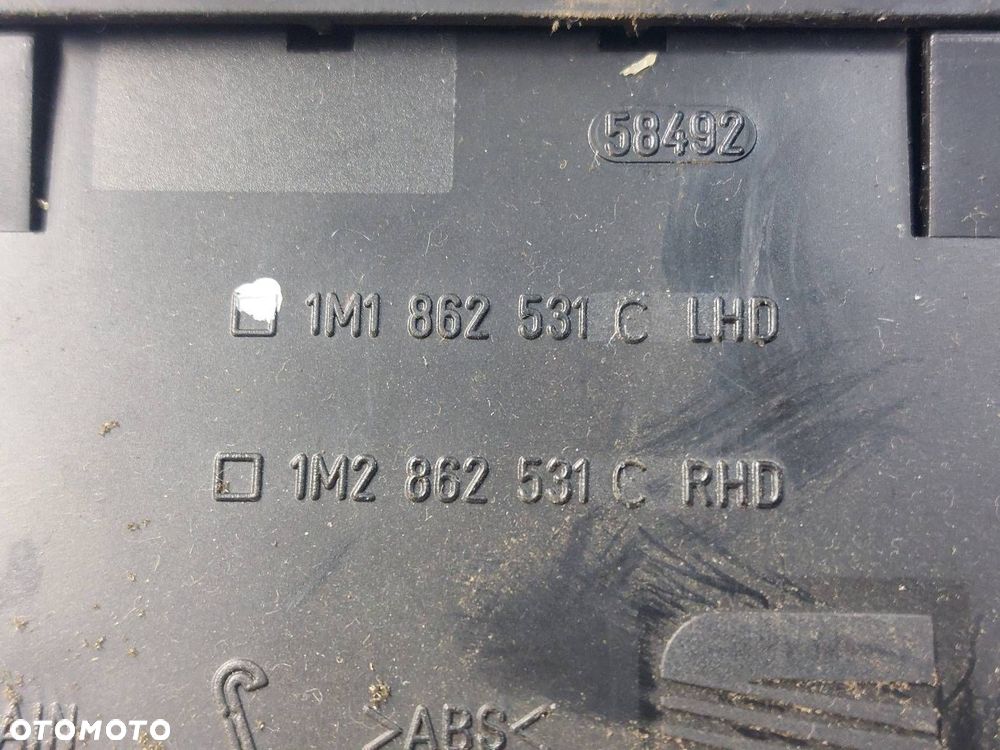 58492
1M1 862 531 C LHD
1M2 862 531 C RHD
>ABS<
OTOMOTO